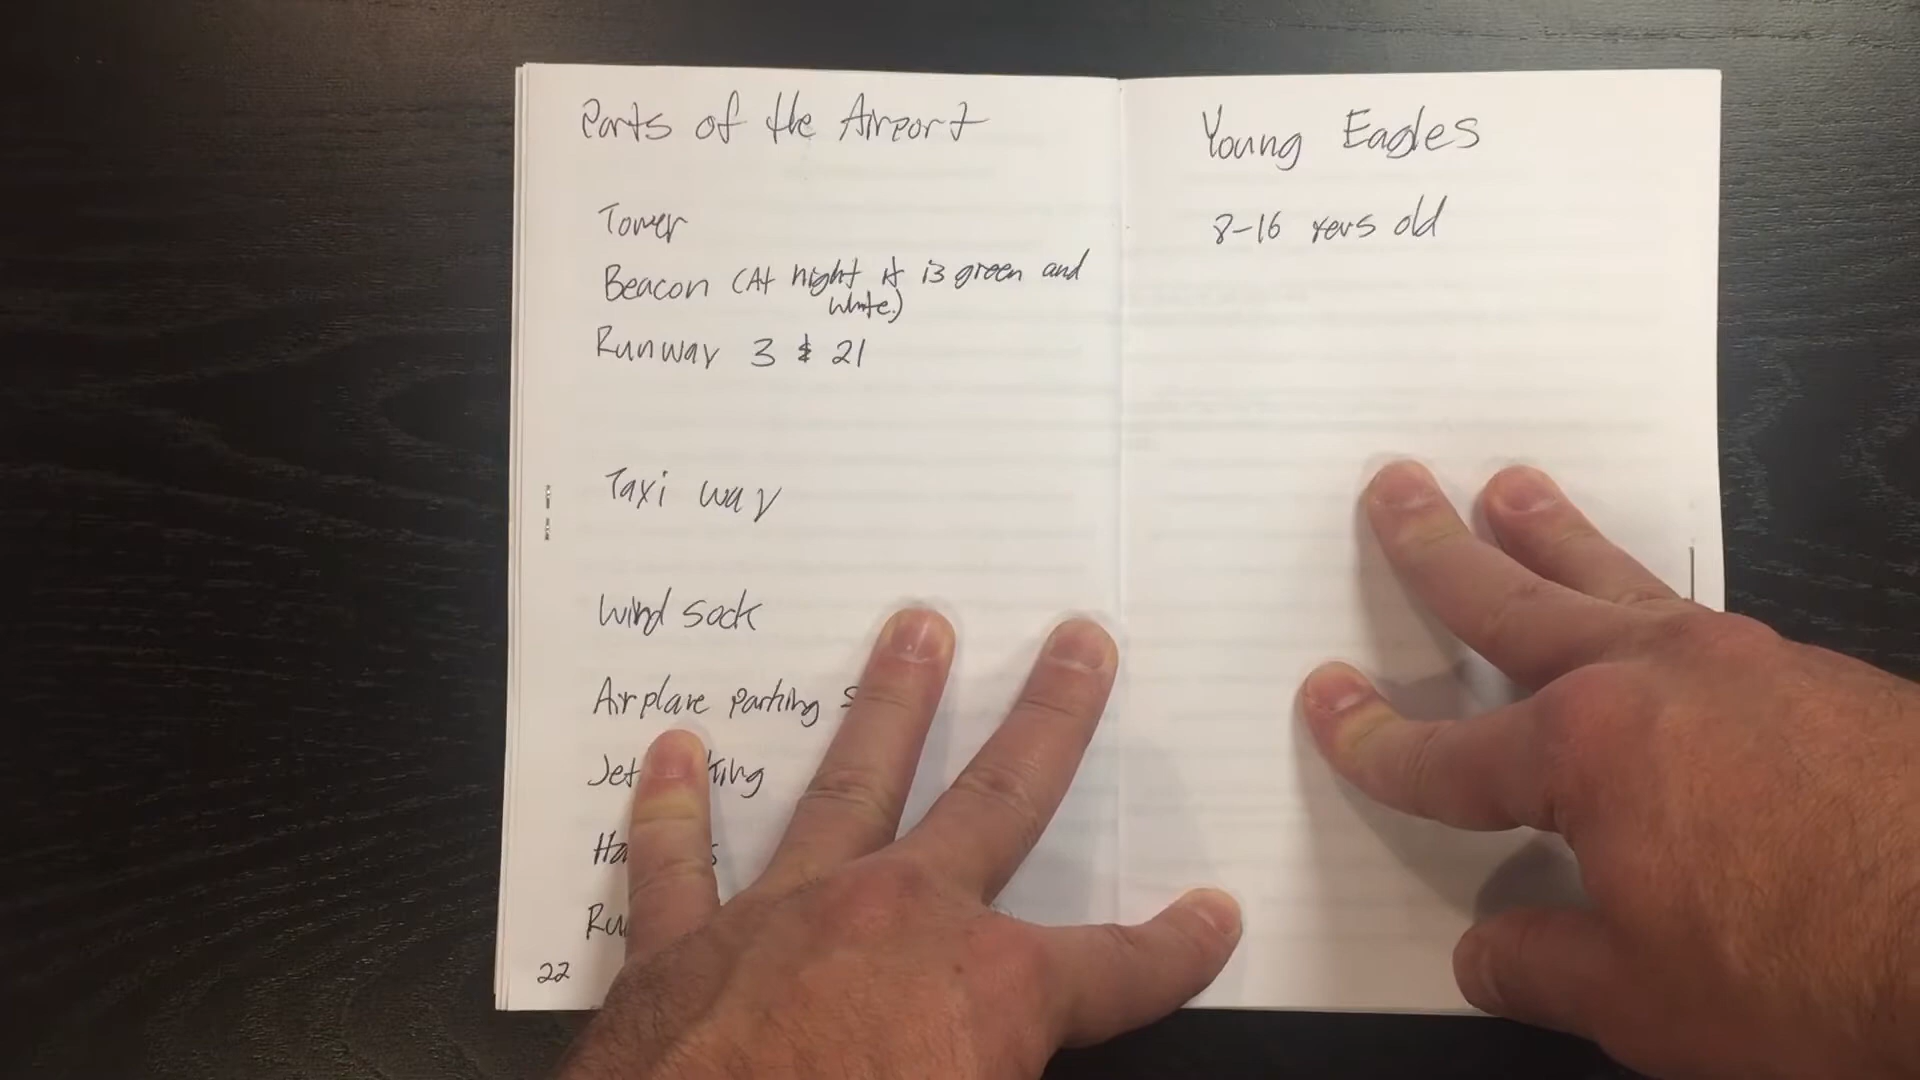 Parts of the Airport
Tower
Beacon (At night it is green and
white.)
Runway 3 & 21
Taxi way
Wind sock
Airplane parking
Jet
22
Young Eagles
8-16 years old